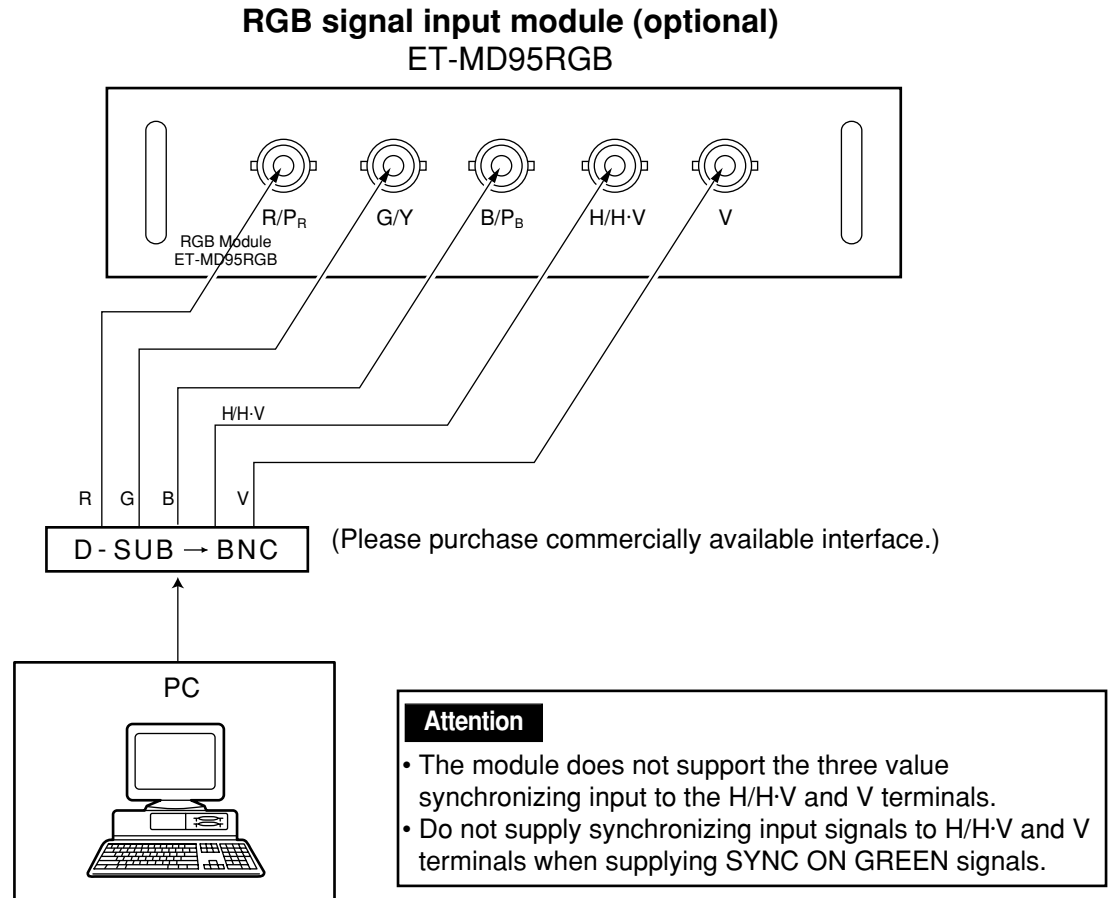 RGB signal input module (optional)
ET-MD95RGB
R/PR
G/Y
B/PB
H/H·V
V
RGB Module
ET-MD95RGB
H/H·V
R
G
B
V
D-SUB → BNC
(Please purchase commercially available interface.)
PC
Attention
• The module does not support the three value
synchronizing input to the H/H·V and V terminals.
• Do not supply synchronizing input signals to H/H·V and V
terminals when supplying SYNC ON GREEN signals.